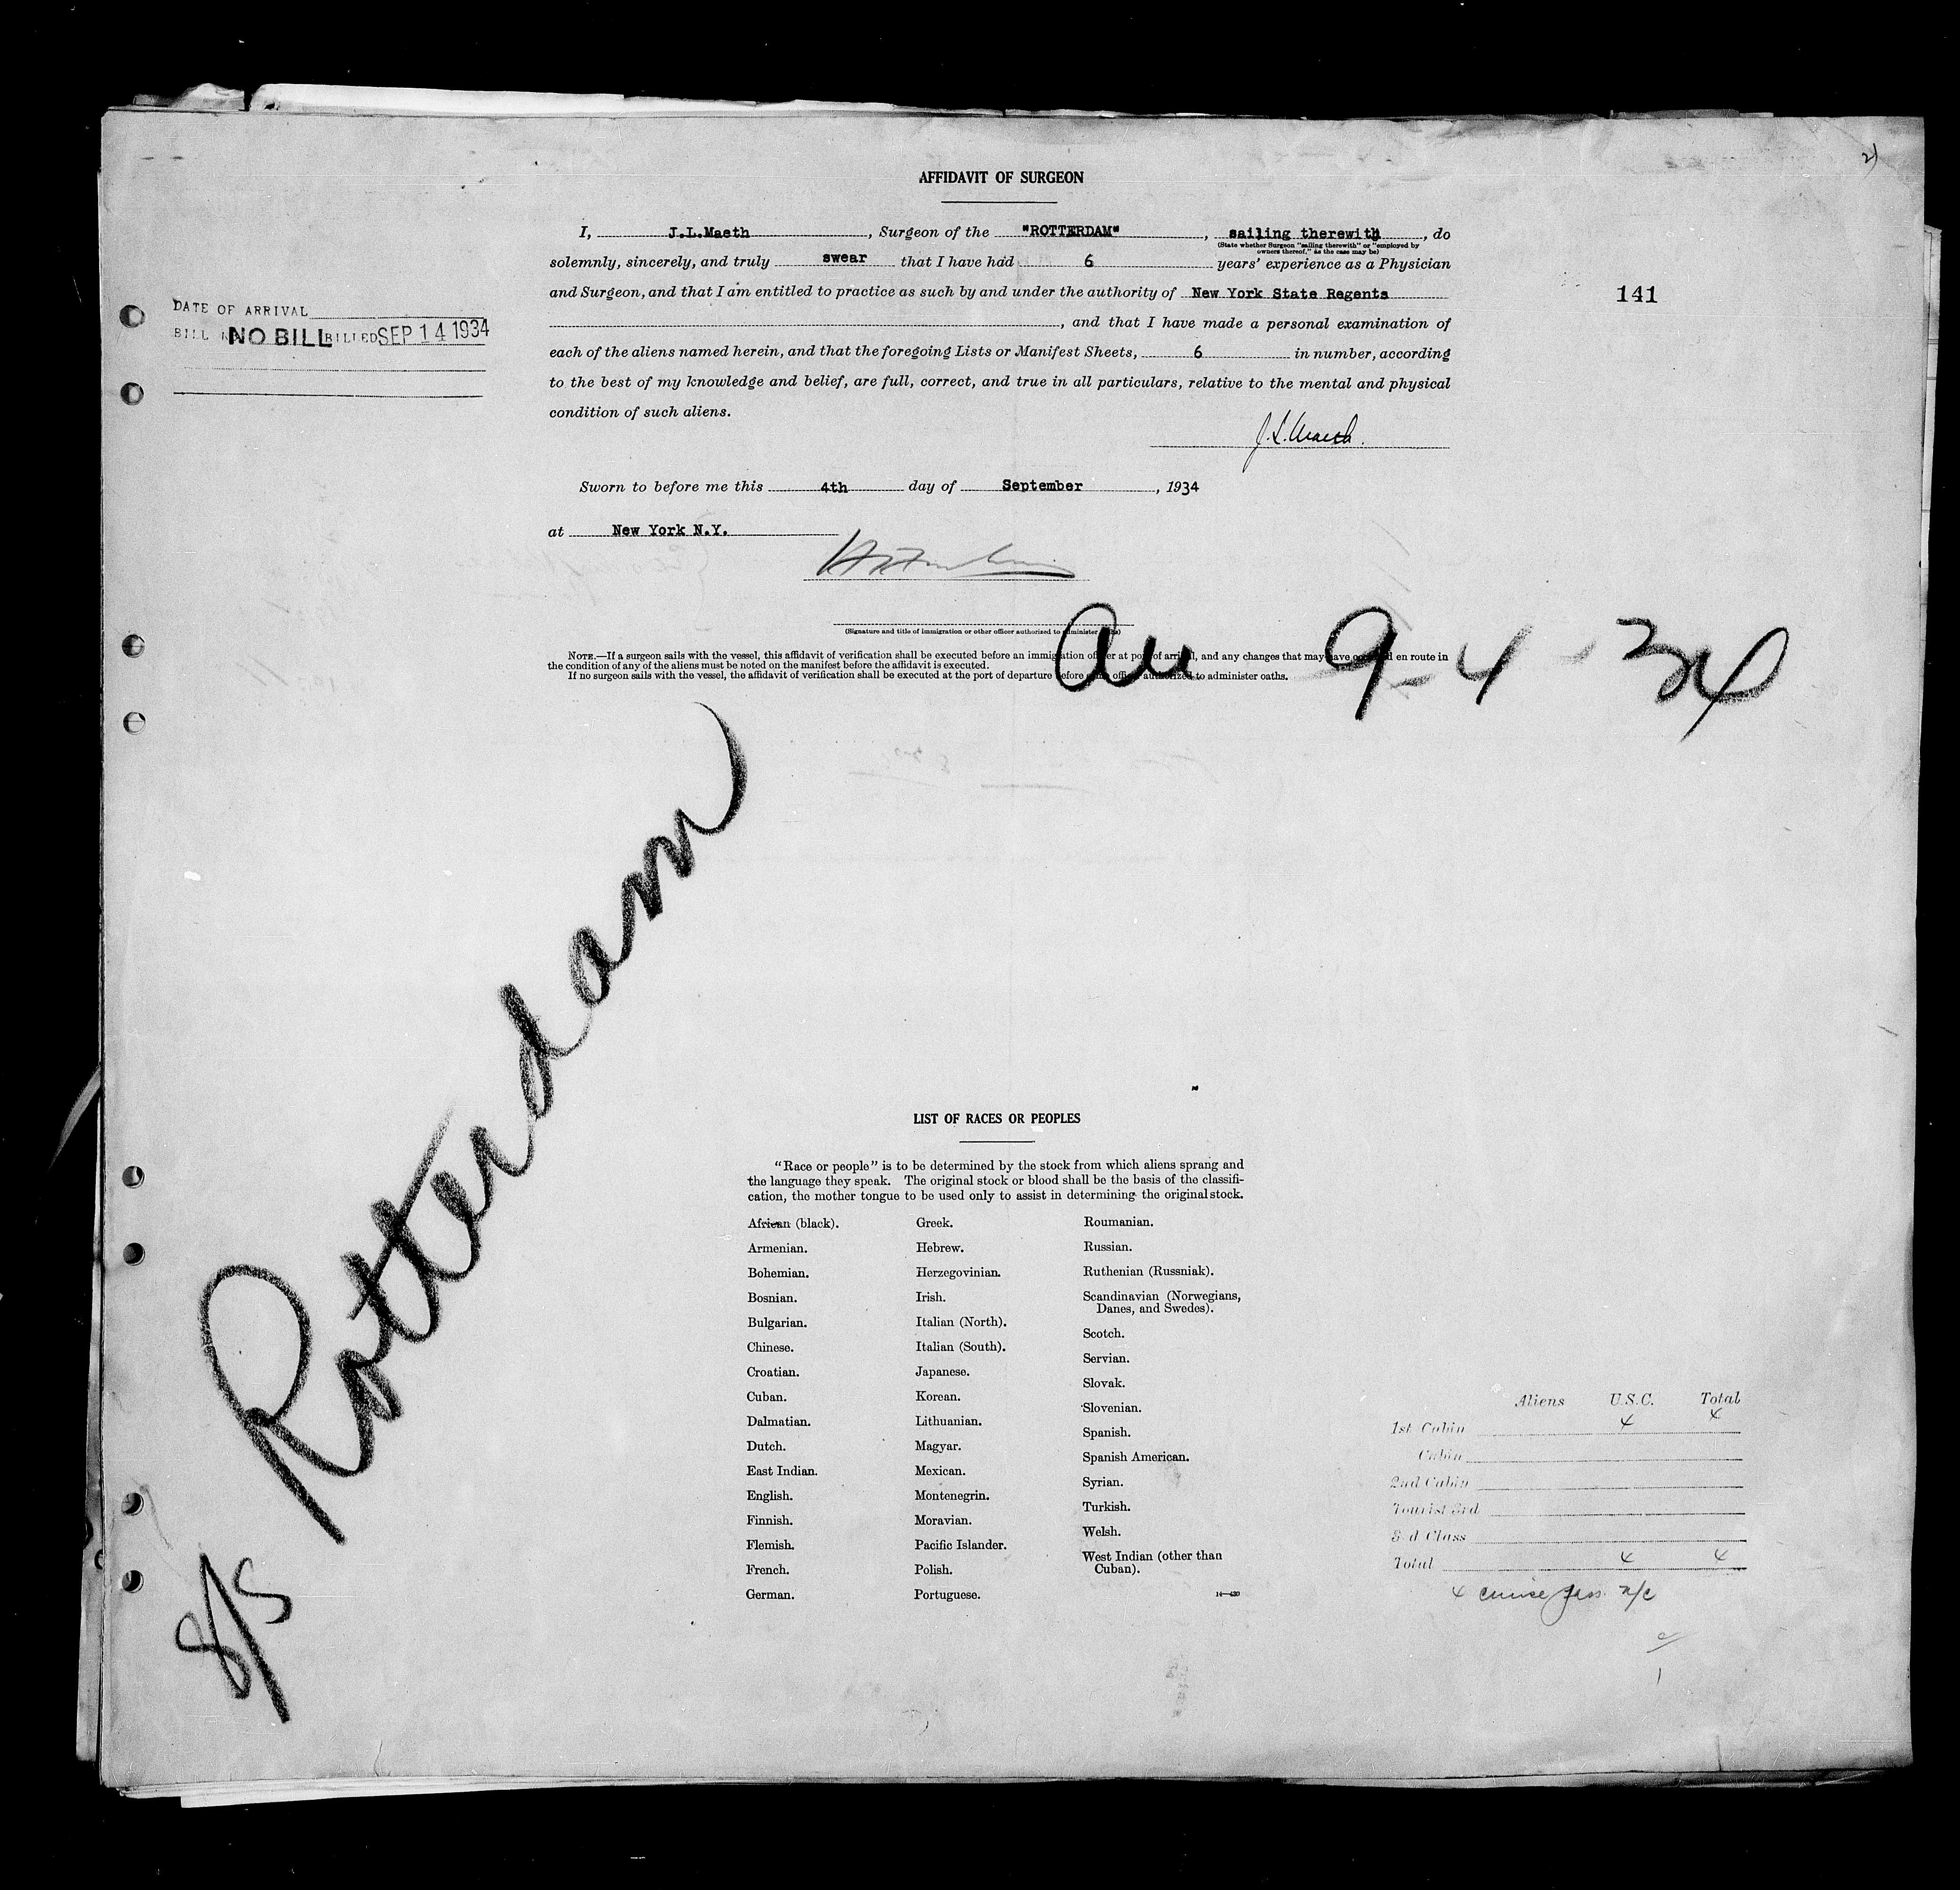 2)
AFFIDAVIT OF SURGEON
I, J.L.Maeth, Surgeon of the "ROTTERDAM", sailing therewith, do
(State whether Surgeon "sailing therewith" or "employed by owners thereof," as the case may be)
solemnly, sincerely, and truly swear that I have had 6 years' experience as a Physician
and Surgeon, and that I am entitled to practice as such by and under the authority of New York State Regents
, and that I have made a personal examination of
each of the aliens named herein, and that the foregoing Lists or Manifest Sheets, 6 in number, according
to the best of my knowledge and belief, are full, correct, and true in all particulars, relative to the mental and physical
condition of such aliens.
141
DATE OF ARRIVAL
BILL NO BILL BILLED SEP 14 1934
Sworn to before me this 4th day of September, 1934
at New York N.Y.
(Signature and title of immigration or other officer authorized to administer oaths)
NOTE.—If a surgeon sails with the vessel, this affidavit of verification shall be executed before an immigration officer at port of arrival, and any changes that may have occurred en route in
the condition of any of the aliens must be noted on the manifest before the affidavit is executed.
If no surgeon sails with the vessel, the affidavit of verification shall be executed at the port of departure before some officer authorized to administer oaths.
9-4-34
S/S Rotterdam
LIST OF RACES OR PEOPLES
"Race or people" is to be determined by the stock from which aliens sprang and
the language they speak. The original stock or blood shall be the basis of the classifi-
cation, the mother tongue to be used only to assist in determining the original stock.
African (black).
Armenian.
Bohemian.
Bosnian.
Bulgarian.
Chinese.
Croatian.
Cuban.
Dalmatian.
Dutch.
East Indian.
English.
Finnish.
Flemish.
French.
German.
Greek.
Hebrew.
Herzegovinian.
Irish.
Italian (North).
Italian (South).
Japanese.
Korean.
Lithuanian.
Magyar.
Mexican.
Montenegrin.
Moravian.
Pacific Islander.
Polish.
Portuguese.
Roumanian.
Russian.
Ruthenian (Russniak).
Scandinavian (Norwegians,
Danes, and Swedes).
Scotch.
Servian.
Slovak.
Slovenian.
Spanish.
Spanish American.
Syrian.
Turkish.
Welsh.
West Indian (other than
Cuban).
Aliens U.S.C. Total
1st Cabin 4 4
Cabin
2nd Cabin
Tourist 3rd
3rd Class
Total 4 4
4 cruise pass. n/c